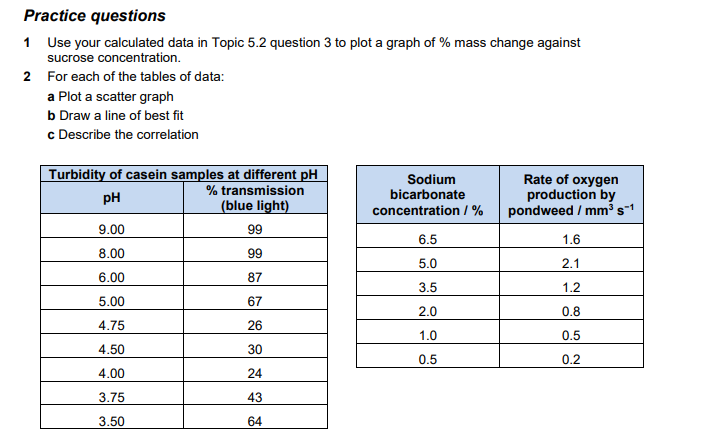 Practice questions
1 Use your calculated data in Topic 5.2 question 3 to plot a graph of % mass change against
sucrose concentration.
2 For each of the tables of data:
a Plot a scatter graph
b Draw a line of best fit
c Describe the correlation
Turbidity of casein samples at different pH
pH
% transmission
(blue light)
9.00 99
8.00 99
6.00 87
5.00 67
4.75 26
4.50 30
4.00 24
3.75 43
3.50 64
Sodium
bicarbonate
concentration / %
Rate of oxygen
production by
pondweed / mm³ s⁻¹
6.5 1.6
5.0 2.1
3.5 1.2
2.0 0.8
1.0 0.5
0.5 0.2